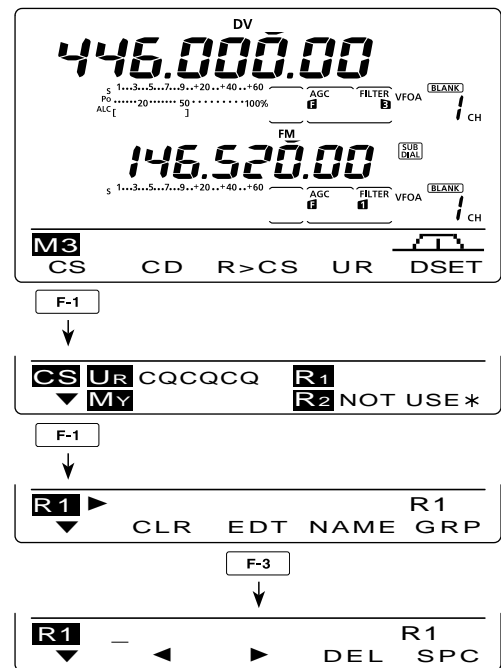 DV
446.000.00
S 1...3...5...7...9..+20..+40..+60 AGC FILTER VFOA BLANK
Po ......20....... 50.........100% F 3 1 CH
ALC [ ]
FM
146.520.00 SUB DIAL
S 1...3...5...7...9..+20..+40..+60 AGC FILTER VFOA BLANK
F 1 1 CH
M3
CS CD R>CS UR DSET
F-1
CS UR CQCQCQ R1
▼ MY R2 NOT USE*
F-1
R1 ► R1
▼ CLR EDT NAME GRP
F-3
R1 _ R1
▼ ◄ ► DEL SPC